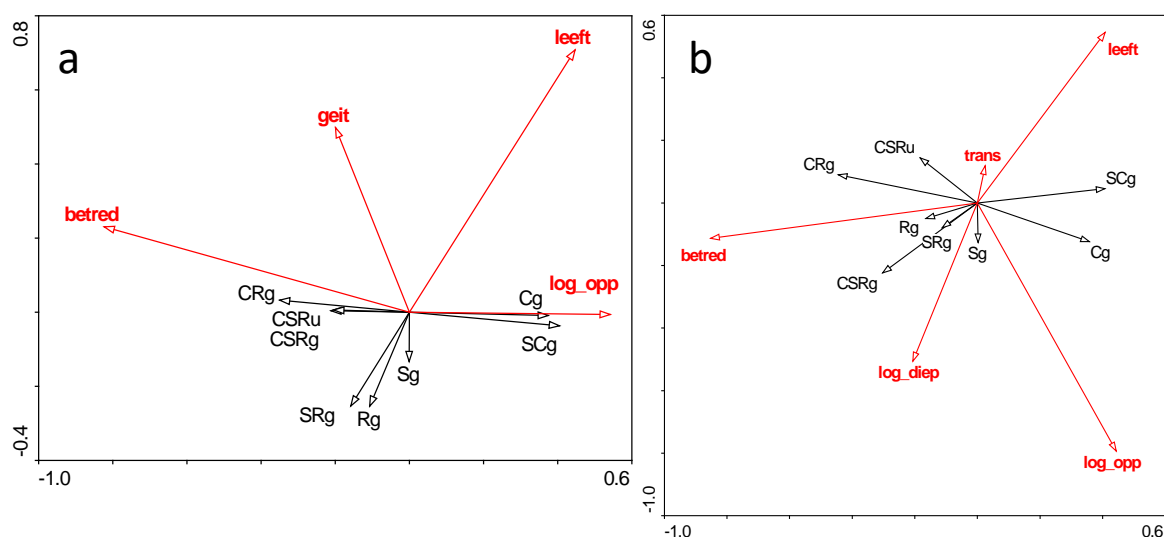 a
0.8
leeft
geit
betred
log_opp
CRg
Cg
CSRu
CSRg
SCg
Sg
SRg
Rg
-0.4
-1.0
0.6
b
0.6
leeft
CSRu
trans
CRg
SCg
Rg
SRg
Sg
Cg
betred
CSRg
log_diep
log_opp
-1.0
-1.0
0.6